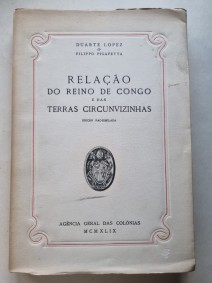 DUARTE LOPEZ
&
FILIPPO PIGAFETTA
RELAÇÃO
DO REINO DE CONGO
E DAS
TERRAS CIRCUNVIZINHAS
AGÊNCIA GERAL DAS COLÓNIAS
MCMXLIX